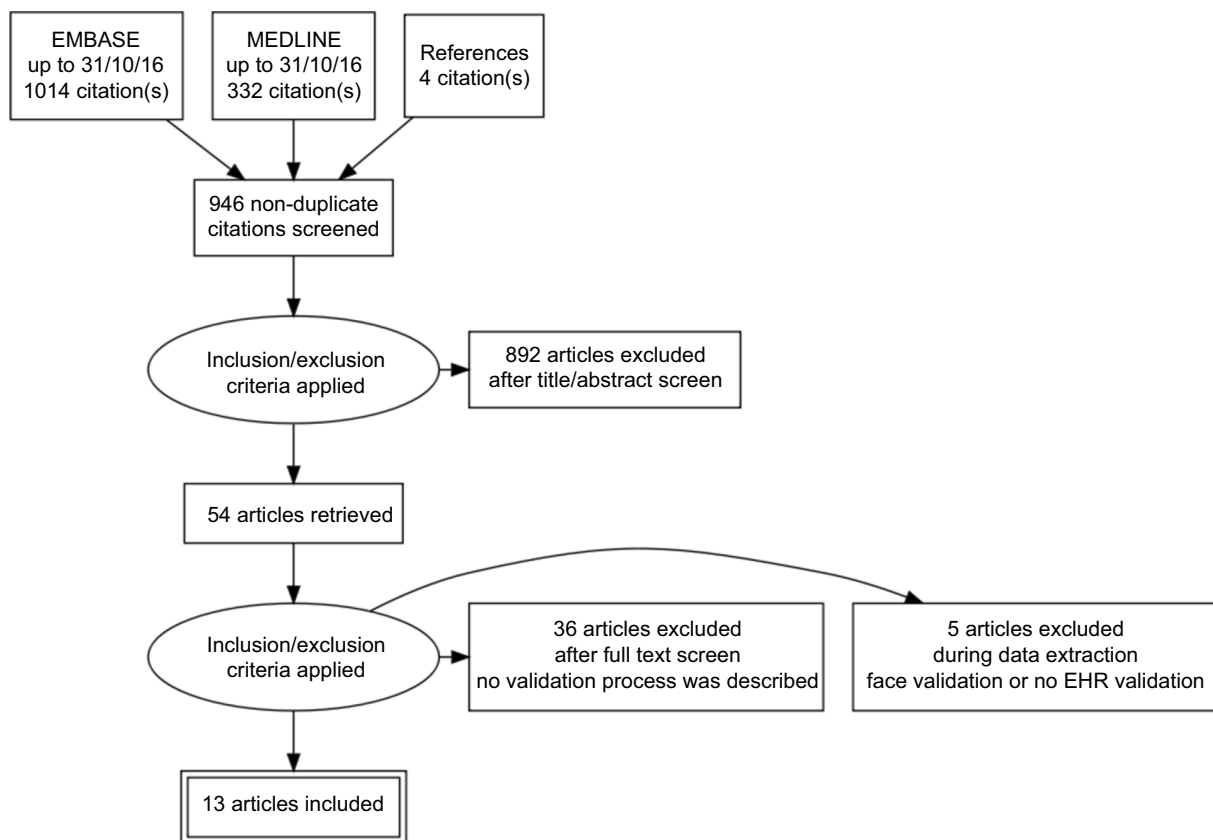 EMBASE
up to 31/10/16
1014 citation(s)
MEDLINE
up to 31/10/16
332 citation(s)
References
4 citation(s)
946 non-duplicate
citations screened
Inclusion/exclusion
criteria applied
892 articles excluded
after title/abstract screen
54 articles retrieved
Inclusion/exclusion
criteria applied
36 articles excluded
after full text screen
no validation process was described
5 articles excluded
during data extraction
face validation or no EHR validation
13 articles included